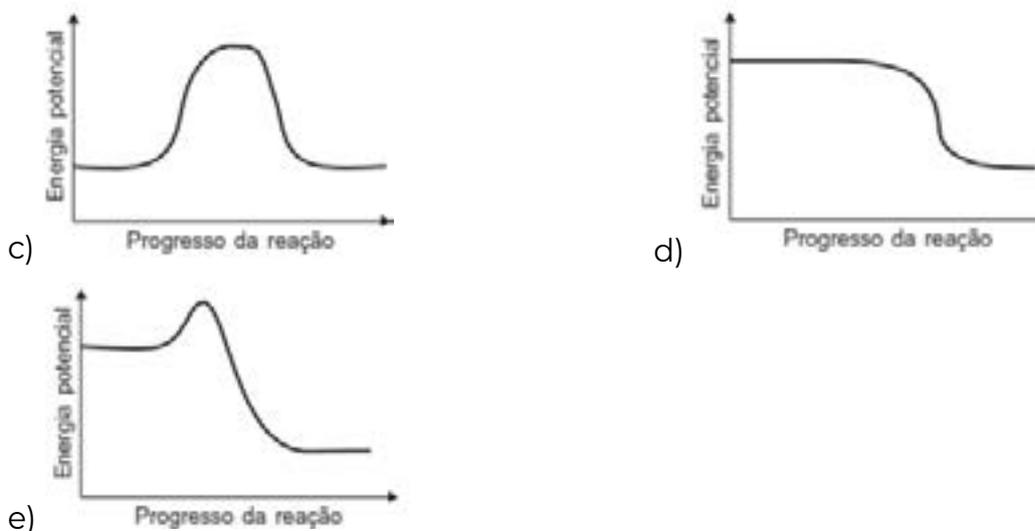 Energia potencial
Progresso da reação
c)
Energia potencial
Progresso da reação
d)
Energia potencial
Progresso da reação
e)